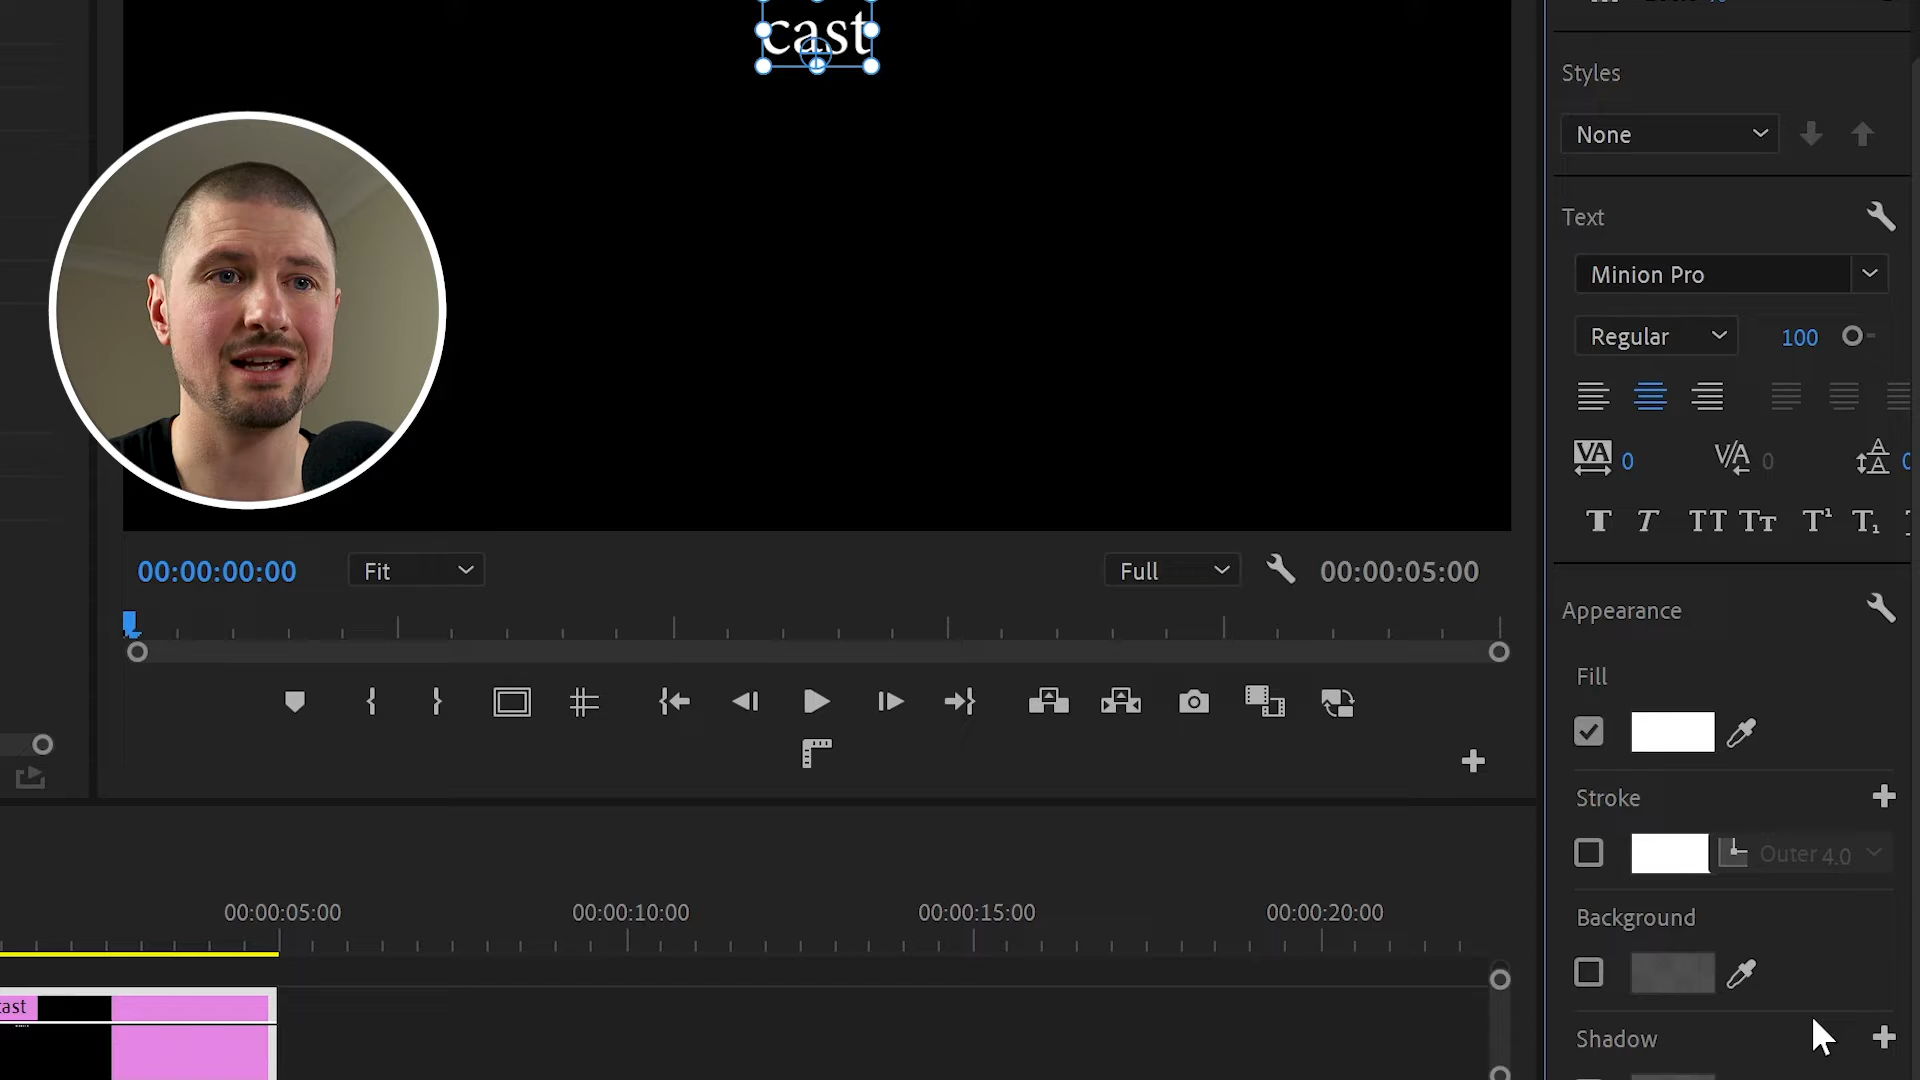 cast
Styles
None
Text
Minion Pro
Regular
100
0
0
Appearance
Fill
Stroke
Outer 4.0
Background
Shadow
00:00:00:00
Fit
Full
00:00:05:00
00:00:05:00
00:00:10:00
00:00:15:00
00:00:20:00
cast